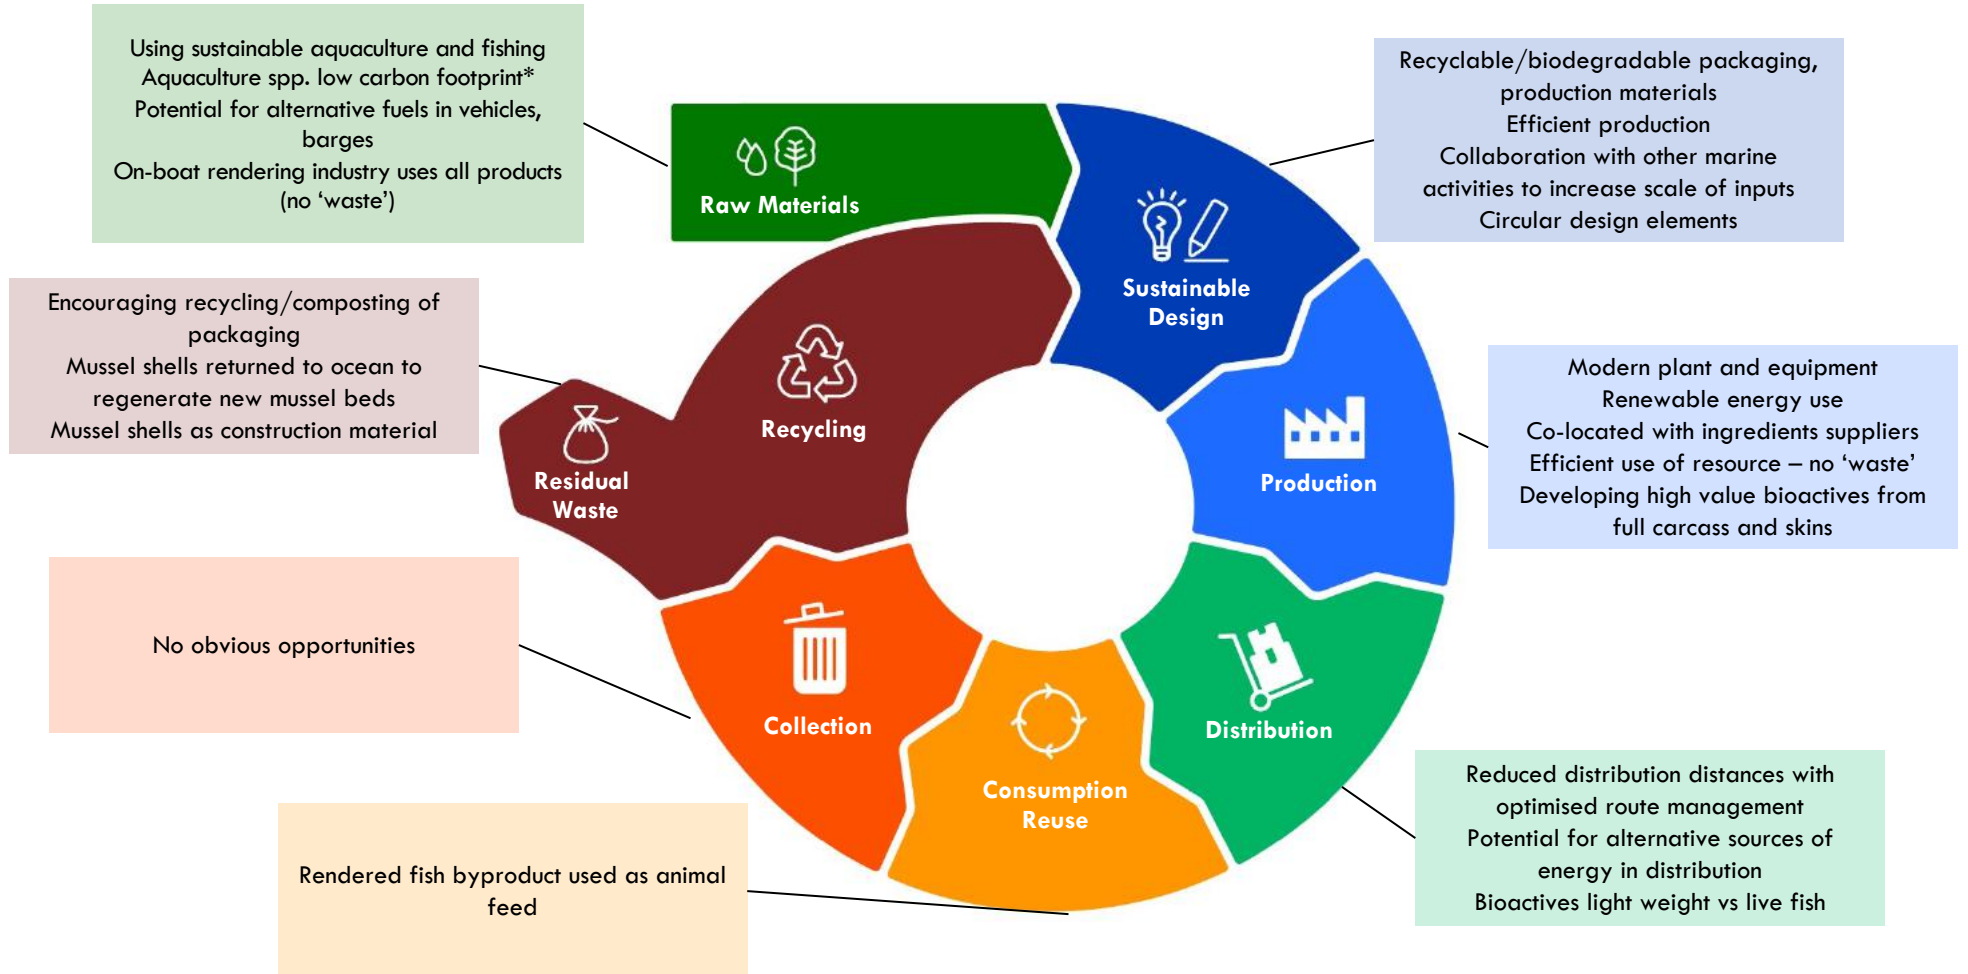 Using sustainable aquaculture and fishing
Aquaculture spp. low carbon footprint*
Potential for alternative fuels in vehicles,
barges
On-boat rendering industry uses all products
(no ‘waste’)
Raw Materials
Recyclable/biodegradable packaging,
production materials
Efficient production
Collaboration with other marine
activities to increase scale of inputs
Circular design elements
Sustainable
Design
Encouraging recycling/composting of
packaging
Mussel shells returned to ocean to
regenerate new mussel beds
Mussel shells as construction material
Recycling
Residual
Waste
Modern plant and equipment
Renewable energy use
Co-located with ingredients suppliers
Efficient use of resource – no ‘waste’
Developing high value bioactives from
full carcass and skins
Production
No obvious opportunities
Collection
Distribution
Reduced distribution distances with
optimised route management
Potential for alternative sources of
energy in distribution
Bioactives light weight vs live fish
Consumption
Reuse
Rendered fish byproduct used as animal
feed